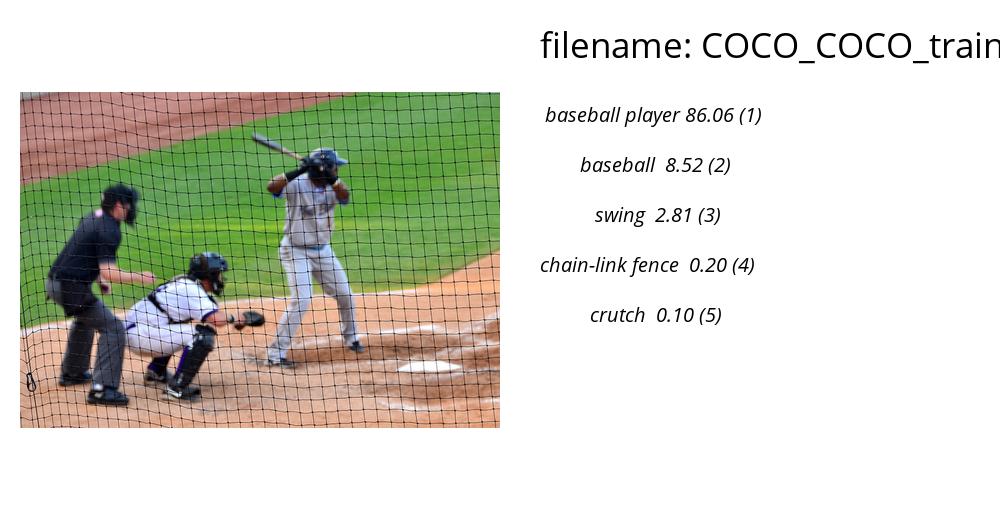 filename: COCO_COCO_train
baseball player 86.06 (1)
baseball 8.52 (2)
swing 2.81 (3)
chain-link fence 0.20 (4)
crutch 0.10 (5)